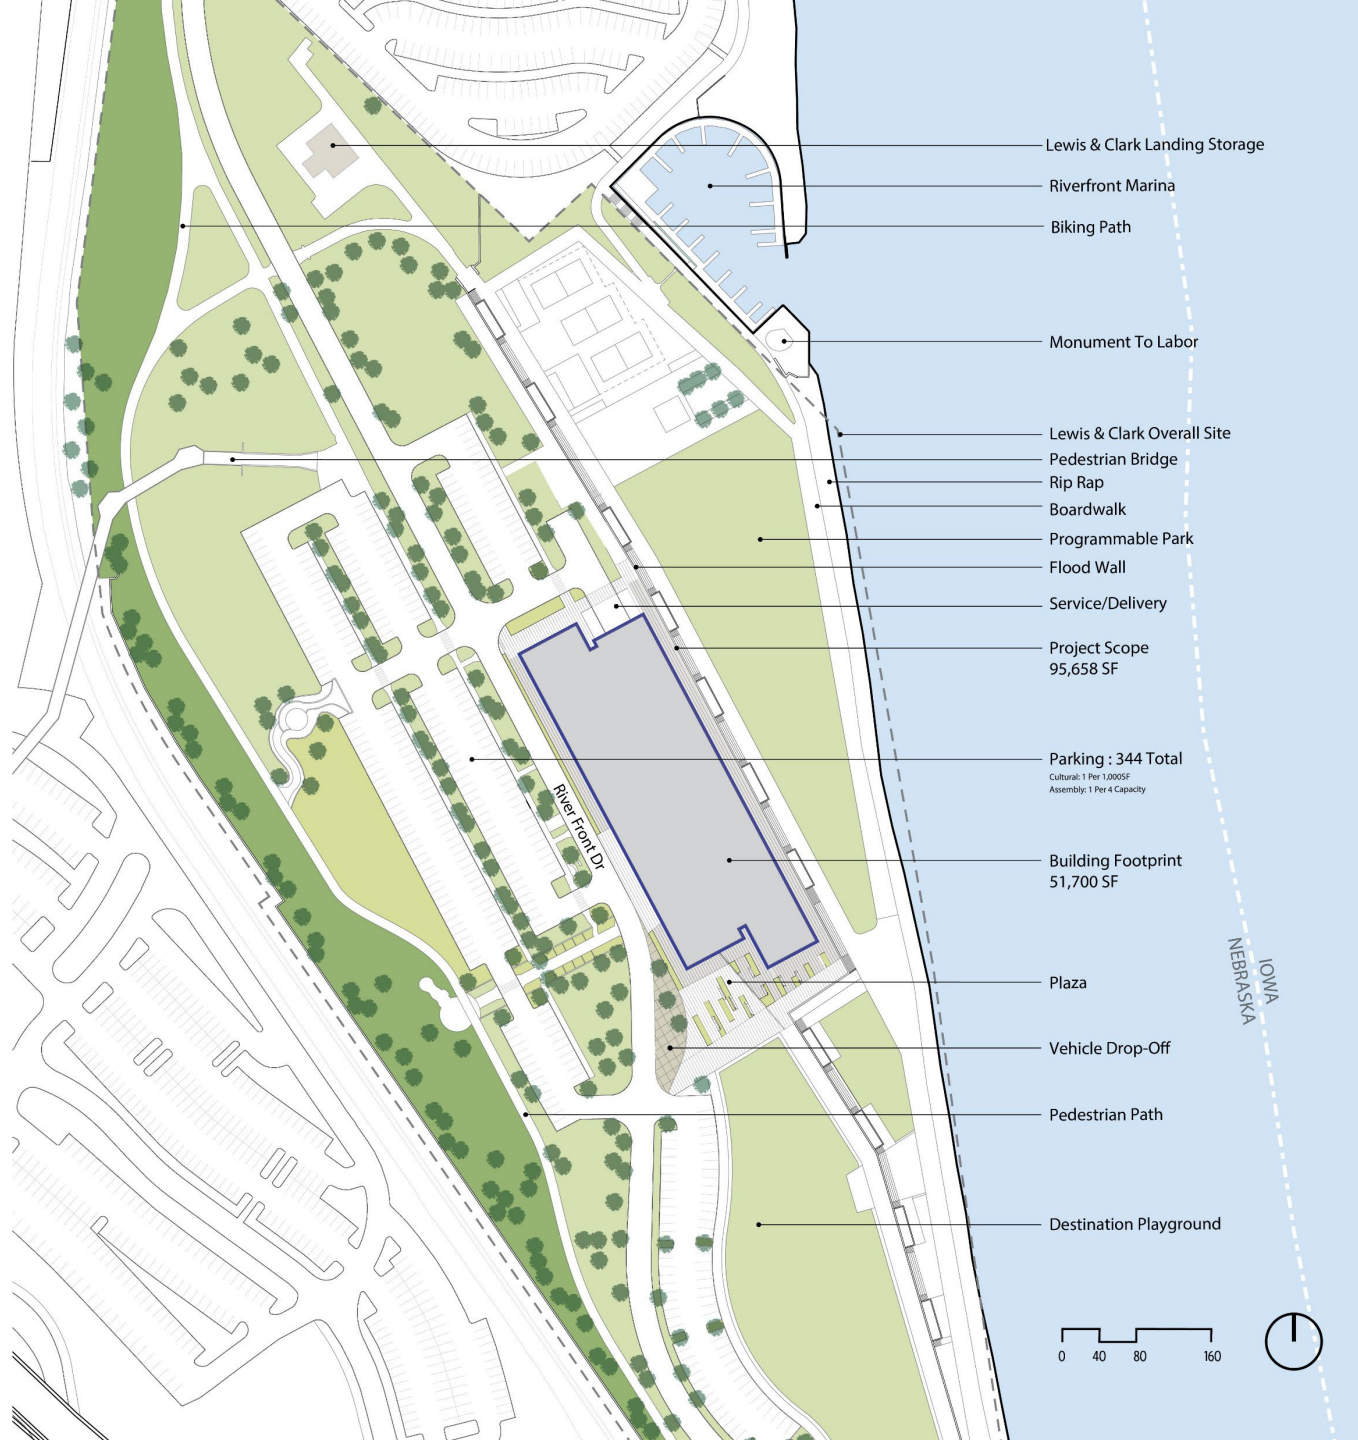 Lewis & Clark Landing Storage
Riverfront Marina
Biking Path
Monument To Labor
Lewis & Clark Overall Site
Pedestrian Bridge
Rip Rap
Boardwalk
Programmable Park
Flood Wall
Service/Delivery
Project Scope
95,658 SF
Parking : 344 Total
Cultural: 1 Per 1,000SF
Assembly: 1 Per 4 Capacity
River Front Dr
Building Footprint
51,700 SF
IOWA
NEBRASKA
Plaza
Vehicle Drop-Off
Pedestrian Path
Destination Playground
0 40 80 160